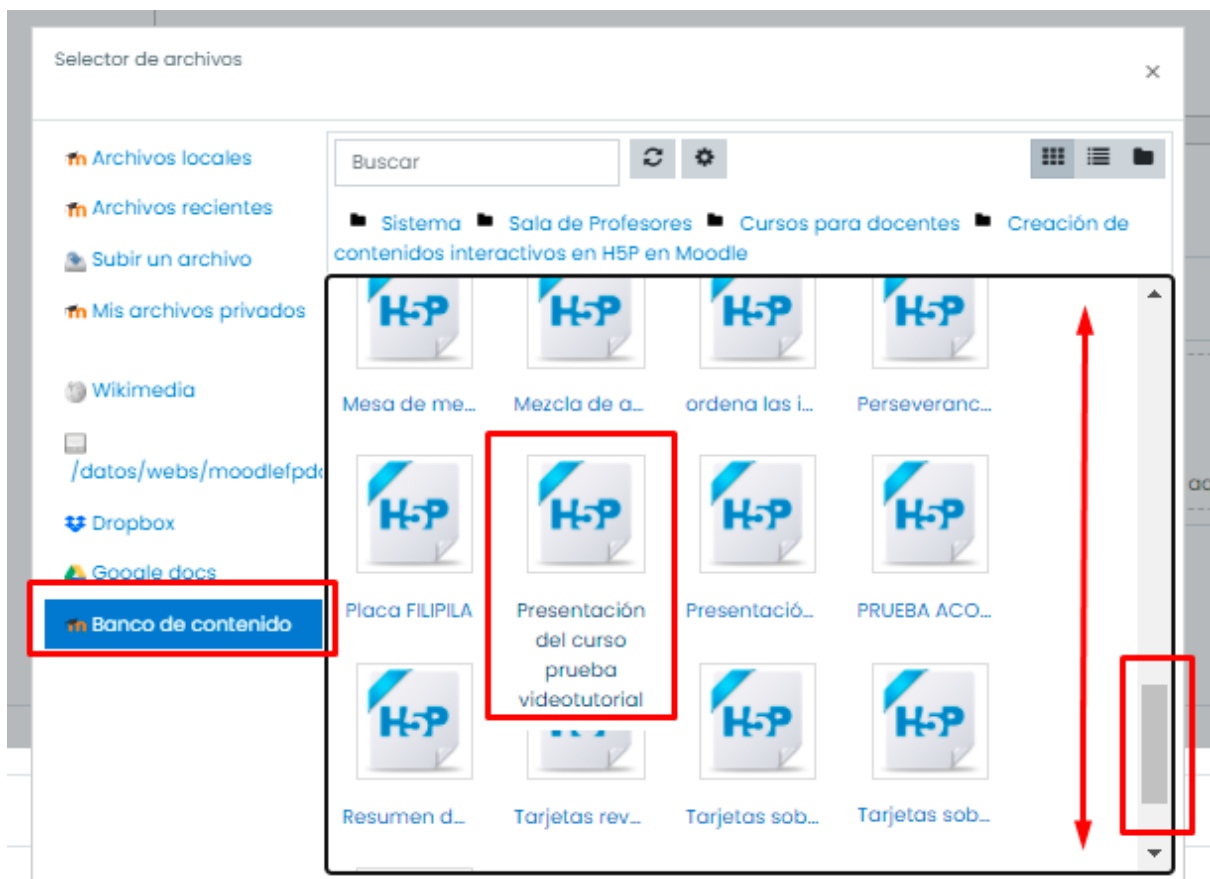 Selector de archivos
×
Archivos locales
Archivos recientes
Subir un archivo
Mis archivos privados
Wikimedia
/datos/webs/moodlefpd
Dropbox
Google docs
Banco de contenido
Buscar
Sistema Sala de Profesores Cursos para docentes Creación de
contenidos interactivos en H5P en Moodle
H5P H5P H5P H5P
Mesa de me... Mezcla de a... ordena las i... Perseveranc...
H5P H5P H5P H5P
Placa FILIPILA Presentación Presentació... PRUEBA ACO...
del curso
prueba
videotutorial
H5P H5P H5P
Resumen d... Tarjetas rev... Tarjetas sob... Tarjetas sob...